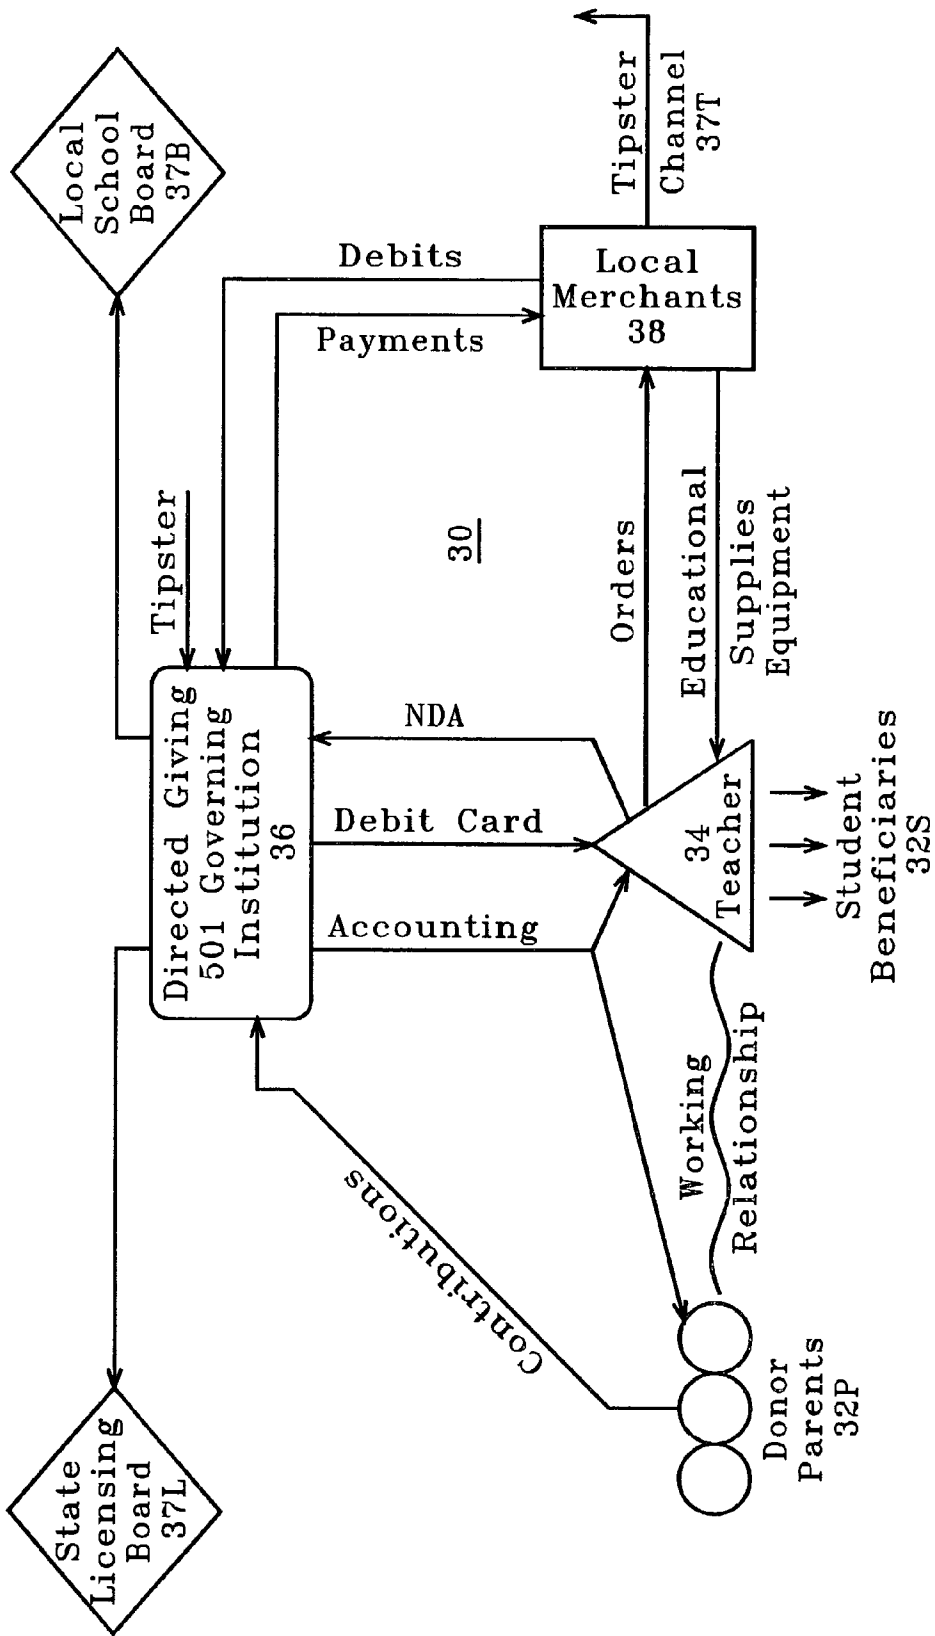 State
Licensing
Board
37L
Local
School
Board
37B
Directed Giving
501 Governing
Institution
36
Tipster
Debits
Payments
Contributions
Accounting
Debit Card
NDA
30
Local
Merchants
38
Tipster
Channel
37T
Orders
Educational
Supplies
Equipment
34
Teacher
Working
Relationship
Donor
Parents
32P
Student
Beneficiaries
32S